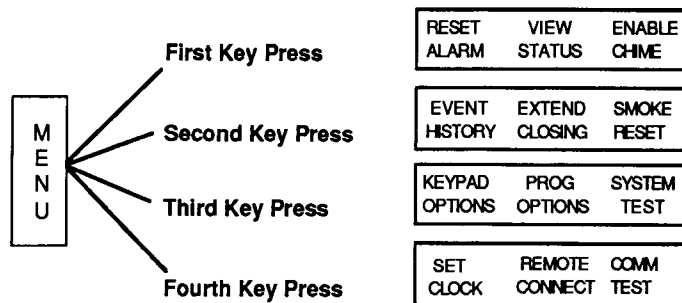 MENU
First Key Press
RESET VIEW ENABLE
ALARM STATUS CHIME
Second Key Press
EVENT EXTEND SMOKE
HISTORY CLOSING RESET
Third Key Press
KEYPAD PROG SYSTEM
OPTIONS OPTIONS TEST
Fourth Key Press
SET REMOTE COMM
CLOCK CONNECT TEST